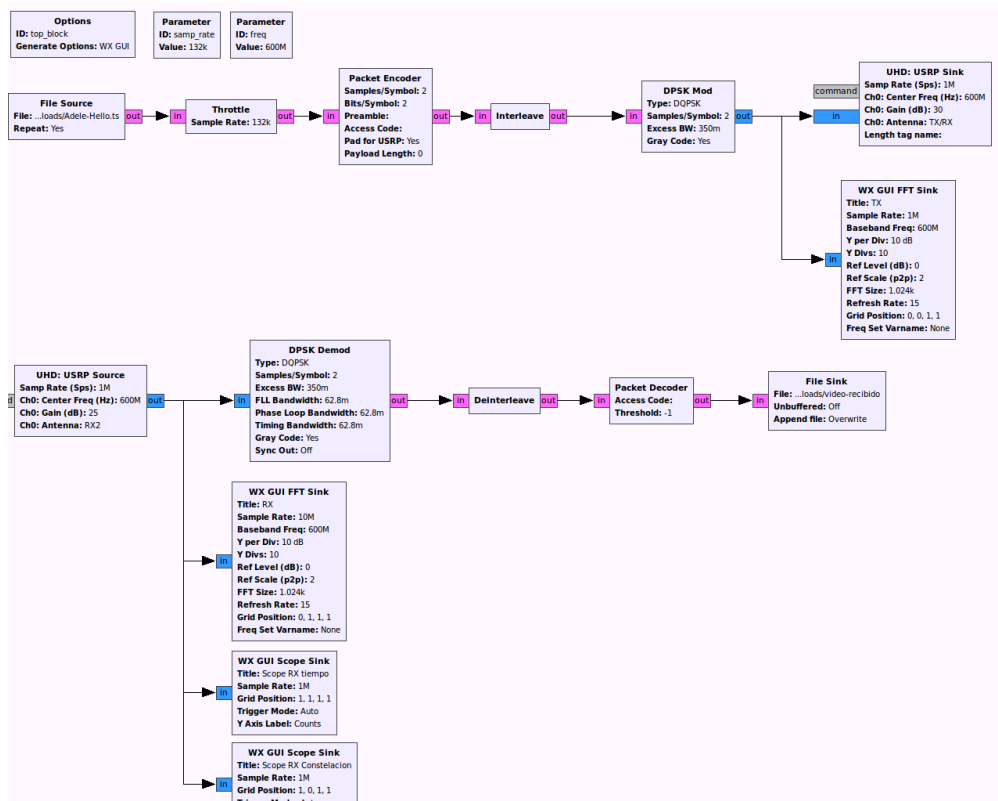 Options
ID: top_block
Generate Options: WX GUI
Parameter
ID: samp_rate
Value: 132k
Parameter
ID: freq
Value: 600M
File Source
File: ...loads/Adele-Hello.ts
Repeat: Yes
out
in
Throttle
Sample Rate: 132k
out
in
Packet Encoder
Samples/Symbol: 2
Bits/Symbol: 2
Preamble:
Access Code:
Pad for USRP: Yes
Payload Length: 0
out
in
Interleave
out
in
DPSK Mod
Type: DQPSK
Samples/Symbol: 2
Excess BW: 350m
Gray Code: Yes
out
command
in
UHD: USRP Sink
Samp Rate (Sps): 1M
Ch0: Center Freq (Hz): 600M
Ch0: Gain (dB): 30
Ch0: Antenna: TX/RX
Length tag name:
in
WX GUI FFT Sink
Title: TX
Sample Rate: 1M
Baseband Freq: 600M
Y per Div: 10 dB
Y Divs: 10
Ref Level (dB): 0
Ref Scale (p2p): 2
FFT Size: 1.024k
Refresh Rate: 15
Grid Position: 0, 0, 1, 1
Freq Set Varname: None
d
UHD: USRP Source
Samp Rate (Sps): 1M
Ch0: Center Freq (Hz): 600M
Ch0: Gain (dB): 25
Ch0: Antenna: RX2
out
in
DPSK Demod
Type: DQPSK
Samples/Symbol: 2
Excess BW: 350m
FLL Bandwidth: 62.8m
Phase Loop Bandwidth: 62.8m
Timing Bandwidth: 62.8m
Gray Code: Yes
Sync Out: Off
out
in
Deinterleave
out
in
Packet Decoder
Access Code:
Threshold: -1
out
in
File Sink
File: ...loads/video-recibido
Unbuffered: Off
Append file: Overwrite
in
WX GUI FFT Sink
Title: RX
Sample Rate: 10M
Baseband Freq: 600M
Y per Div: 10 dB
Y Divs: 10
Ref Level (dB): 0
Ref Scale (p2p): 2
FFT Size: 1.024k
Refresh Rate: 15
Grid Position: 0, 1, 1, 1
Freq Set Varname: None
in
WX GUI Scope Sink
Title: Scope RX tiempo
Sample Rate: 1M
Grid Position: 1, 1, 1, 1
Trigger Mode: Auto
Y Axis Label: Counts
in
WX GUI Scope Sink
Title: Scope RX Constelacion
Sample Rate: 1M
Grid Position: 1, 0, 1, 1